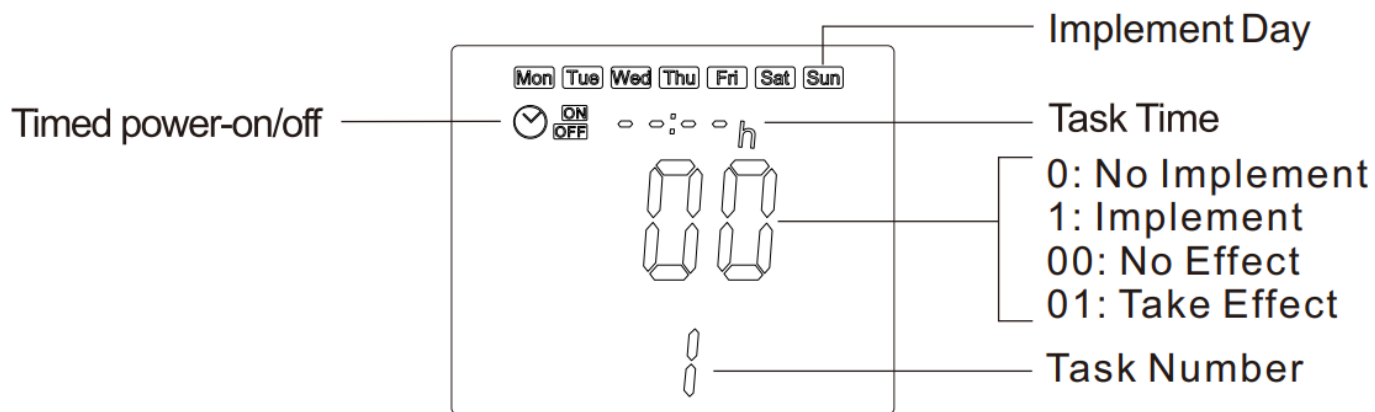 Implement Day
Mon Tue Wed Thu Fri Sat Sun
Timed power-on/off
ON
OFF
--:--h
Task Time
00
0: No Implement
1: Implement
00: No Effect
01: Take Effect
1
Task Number